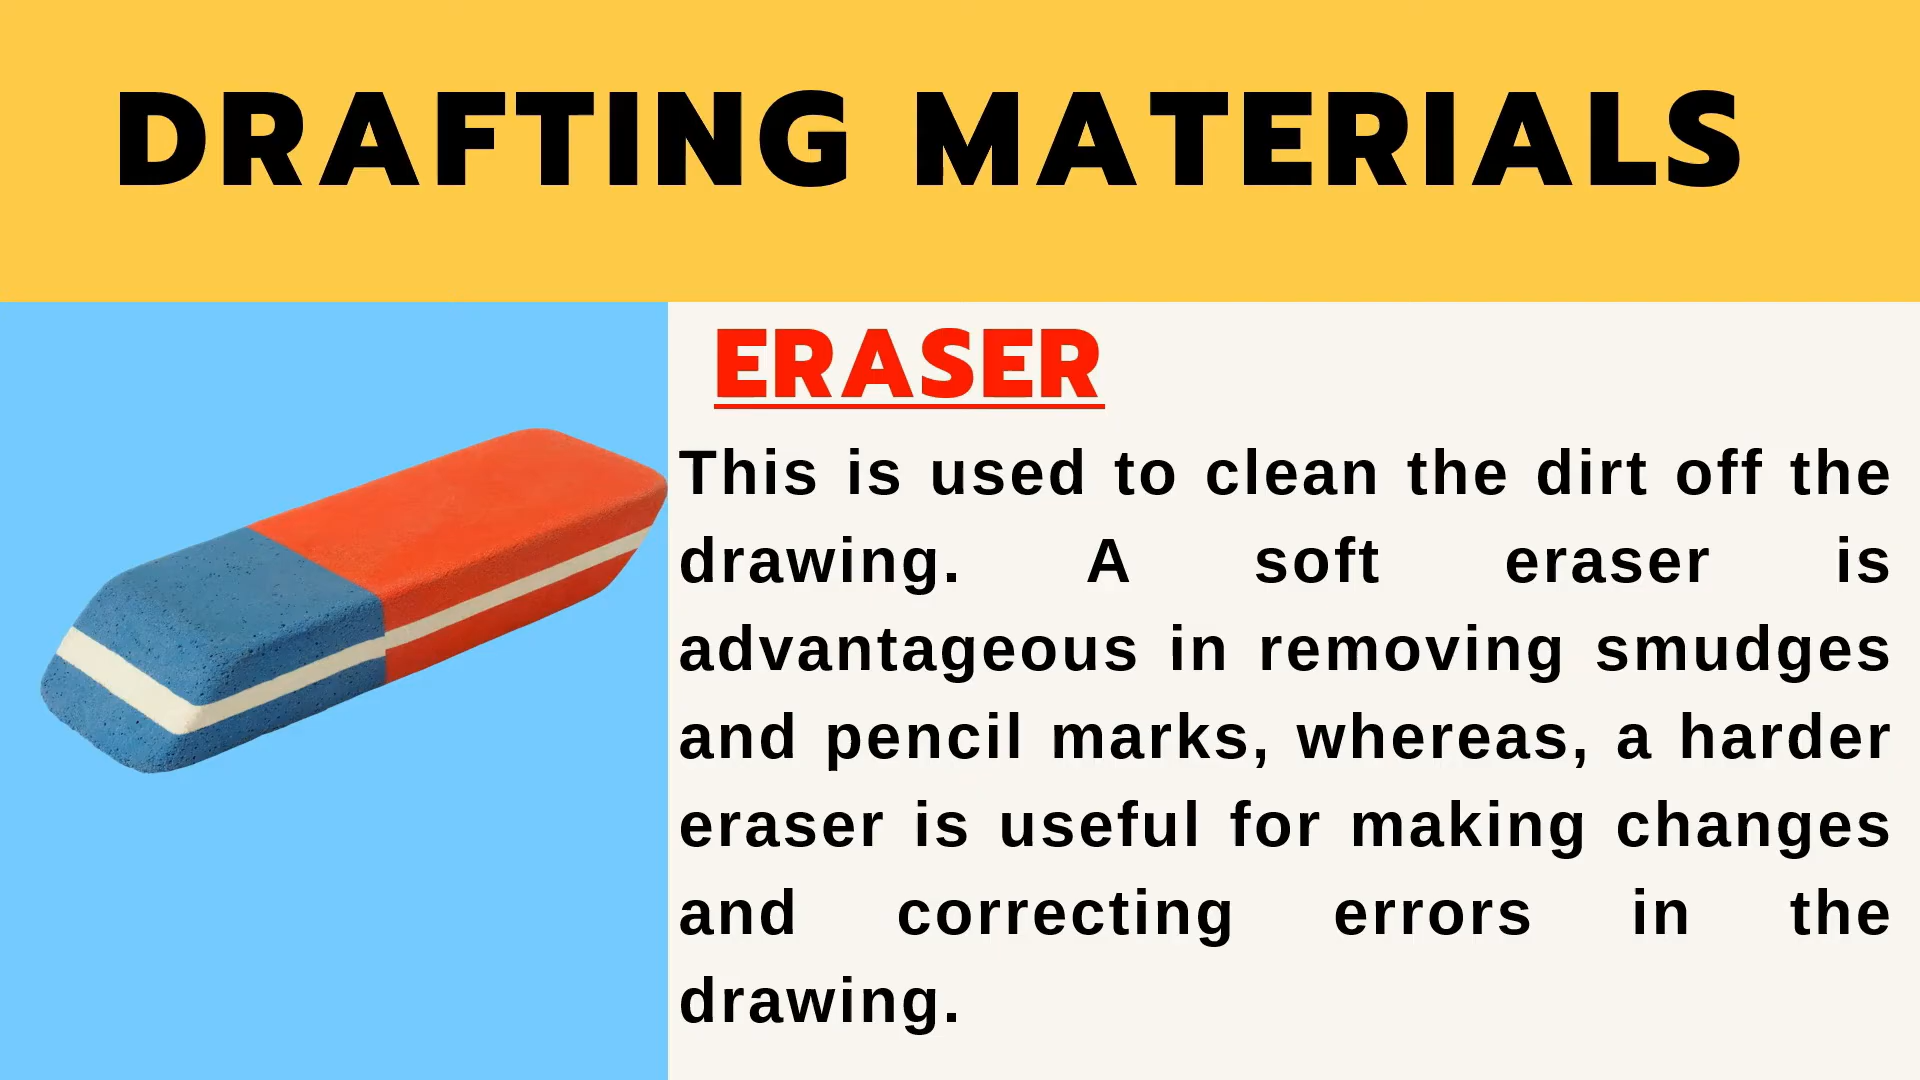 DRAFTING MATERIALS
ERASER
This is used to clean the dirt off the
drawing. A soft eraser is
advantageous in removing smudges
and pencil marks, whereas, a harder
eraser is useful for making changes
and correcting errors in the
drawing.